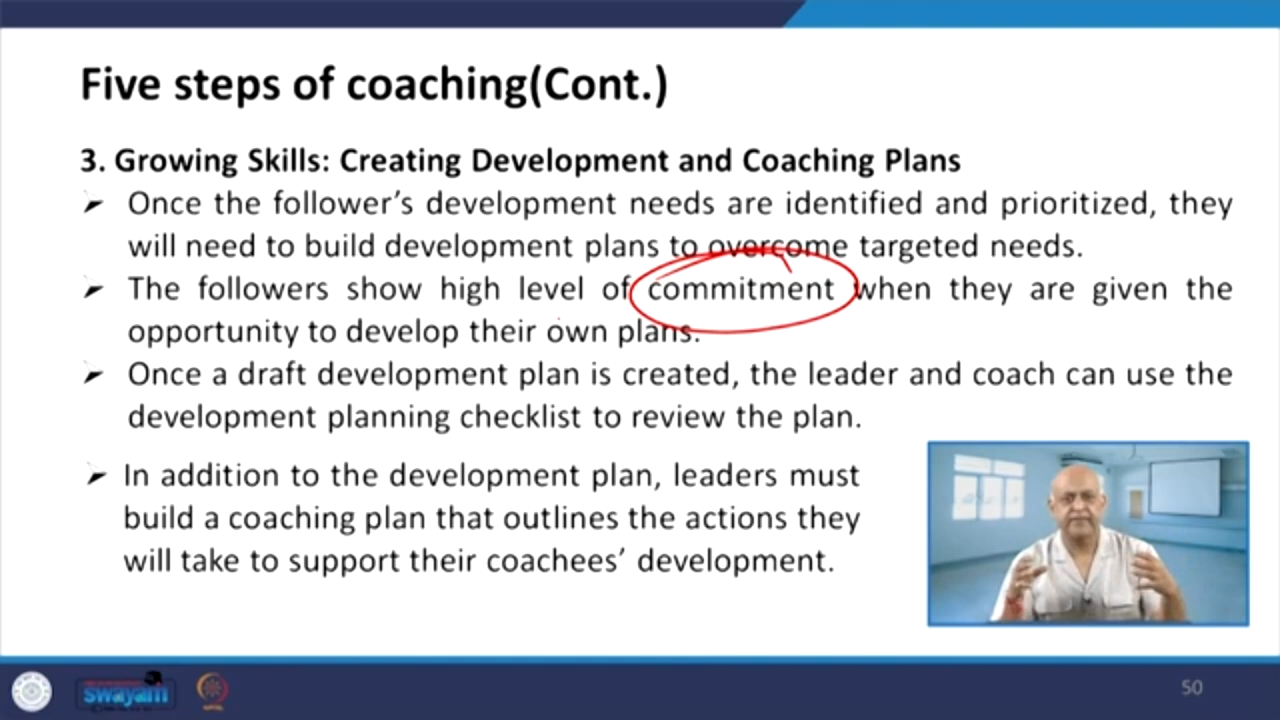 Five steps of coaching(Cont.)
3. Growing Skills: Creating Development and Coaching Plans
➢ Once the follower’s development needs are identified and prioritized, they
will need to build development plans to overcome targeted needs.
➢ The followers show high level of commitment when they are given the
opportunity to develop their own plans.
➢ Once a draft development plan is created, the leader and coach can use the
development planning checklist to review the plan.
➢ In addition to the development plan, leaders must
build a coaching plan that outlines the actions they
will take to support their coachees’ development.
swayam
50